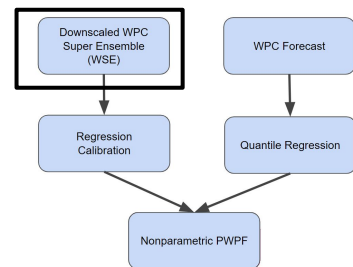 Downscaled WPC
Super Ensemble
(WSE)
WPC Forecast
Regression
Calibration
Quantile Regression
Nonparametric PWPF